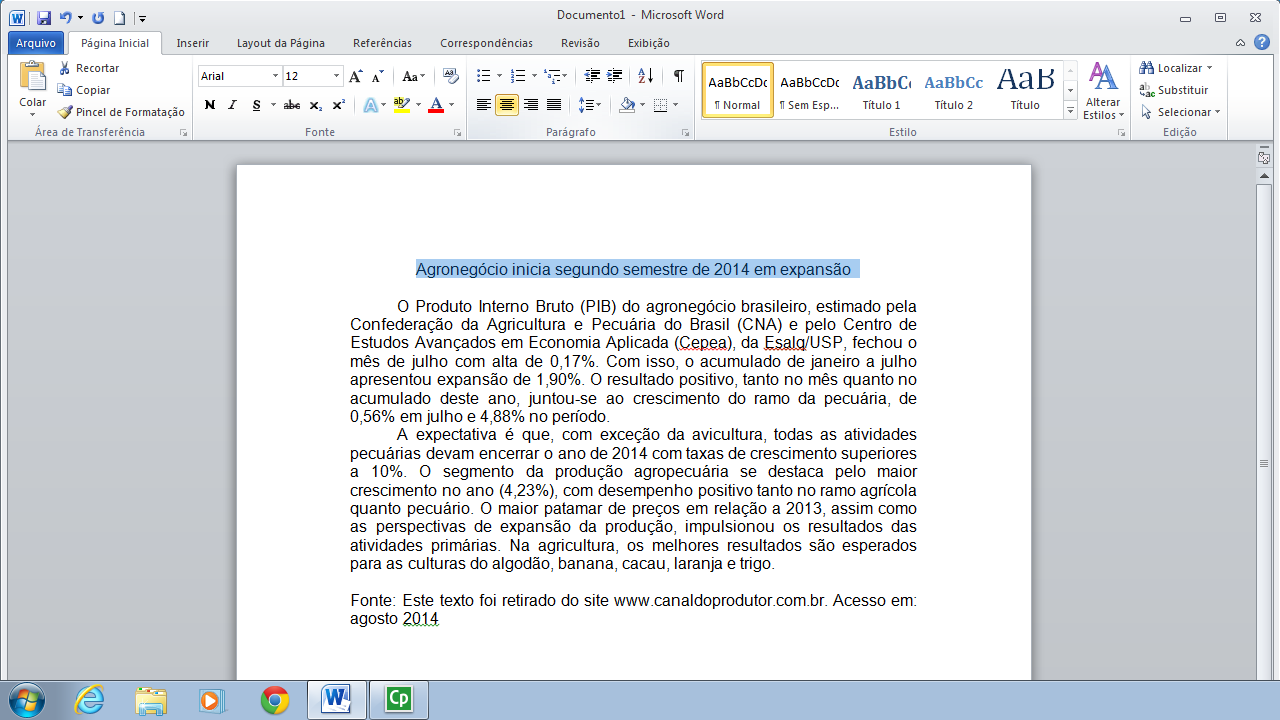 Documento1 - Microsoft Word
Arquivo Página Inicial Inserir Layout da Página Referências Correspondências Revisão Exibição
Colar
Recortar
Copiar
Pincel de Formatação
Área de Transferência
Arial 12
N I S abc x₂ x² A ab A
Aa
Fonte
Parágrafo
AaBbCcDc AaBbCcDc AaBbCc AaBbCc AaB
¶ Normal ¶ Sem Esp... Título 1 Título 2 Título
Alterar
Estilos
Estilo
Localizar
Substituir
Selecionar
Edição
Agronegócio inicia segundo semestre de 2014 em expansão
O Produto Interno Bruto (PIB) do agronegócio brasileiro, estimado pela
Confederação da Agricultura e Pecuária do Brasil (CNA) e pelo Centro de
Estudos Avançados em Economia Aplicada (Cepea), da Esalq/USP, fechou o
mês de julho com alta de 0,17%. Com isso, o acumulado de janeiro a julho
apresentou expansão de 1,90%. O resultado positivo, tanto no mês quanto no
acumulado deste ano, juntou-se ao crescimento do ramo da pecuária, de
0,56% em julho e 4,88% no período.
A expectativa é que, com exceção da avicultura, todas as atividades
pecuárias devam encerrar o ano de 2014 com taxas de crescimento superiores
a 10%. O segmento da produção agropecuária se destaca pelo maior
crescimento no ano (4,23%), com desempenho positivo tanto no ramo agrícola
quanto pecuário. O maior patamar de preços em relação a 2013, assim como
as perspectivas de expansão da produção, impulsionou os resultados das
atividades primárias. Na agricultura, os melhores resultados são esperados
para as culturas do algodão, banana, cacau, laranja e trigo.
Fonte: Este texto foi retirado do site www.canaldoprodutor.com.br. Acesso em:
agosto 2014
Cp